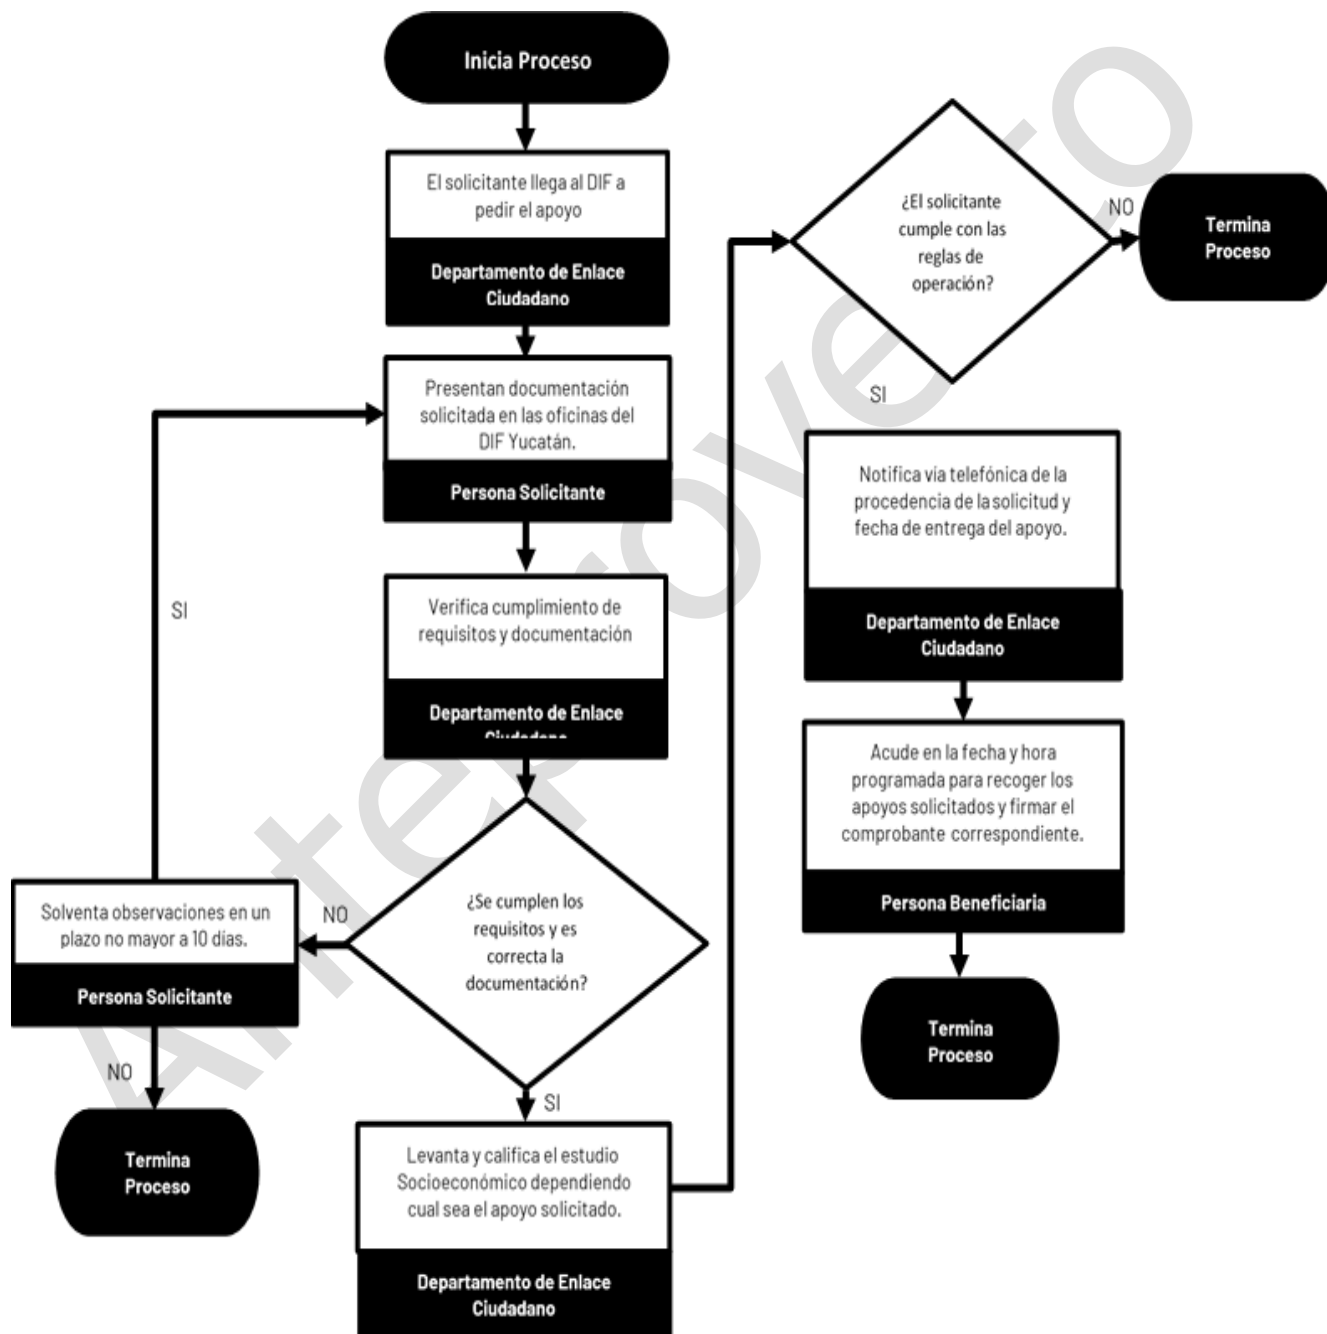 Inicia Proceso
El solicitante llega al DIF a
pedir el apoyo
Departamento de Enlace
Ciudadano
Presentan documentación
solicitada en las oficinas del
DIF Yucatán.
Persona Solicitante
Verifica cumplimiento de
requisitos y documentación
Departamento de Enlace
Ciudadano
¿Se cumplen los
requisitos y es
correcta la
documentación?
NO
Solventa observaciones en un
plazo no mayor a 10 días.
Persona Solicitante
SI
NO
Termina
Proceso
SI
Levanta y califica el estudio
Socioeconómico dependiendo
cual sea el apoyo solicitado.
Departamento de Enlace
Ciudadano
¿El solicitante
cumple con las
reglas de
operación?
NO
Termina
Proceso
SI
Notifica vía telefónica de la
procedencia de la solicitud y
fecha de entrega del apoyo.
Departamento de Enlace
Ciudadano
Acude en la fecha y hora
programada para recoger los
apoyos solicitados y firmar el
comprobante correspondiente.
Persona Beneficiaria
Termina
Proceso
Anteproyecto